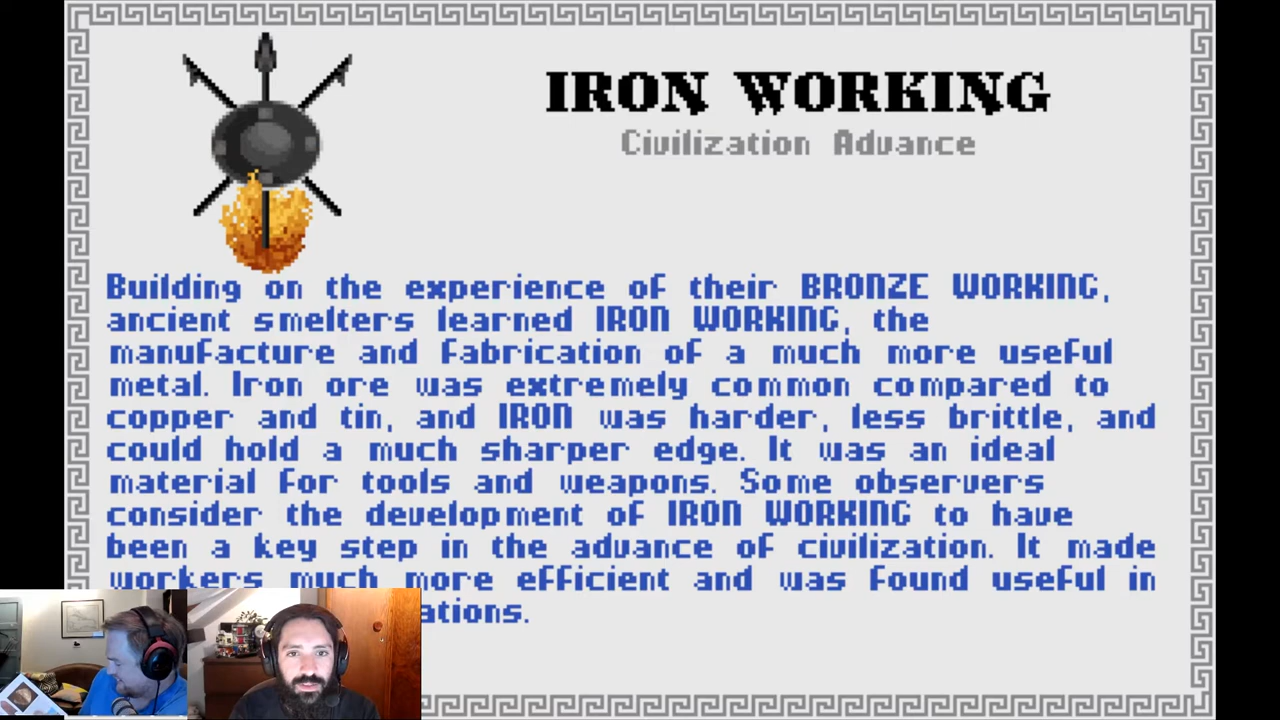 IRON WORKING
Civilization Advance
Building on the experience of their BRONZE WORKING,
ancient smelters learned IRON WORKING, the
manufacture and fabrication of a much more useful
metal. Iron ore was extremely common compared to
copper and tin, and IRON was harder, less brittle, and
could hold a much sharper edge. It was an ideal
material for tools and weapons. Some observers
consider the development of IRON WORKING to have
been a key step in the advance of civilization. It made
workers much more efficient and was found useful in
ations.